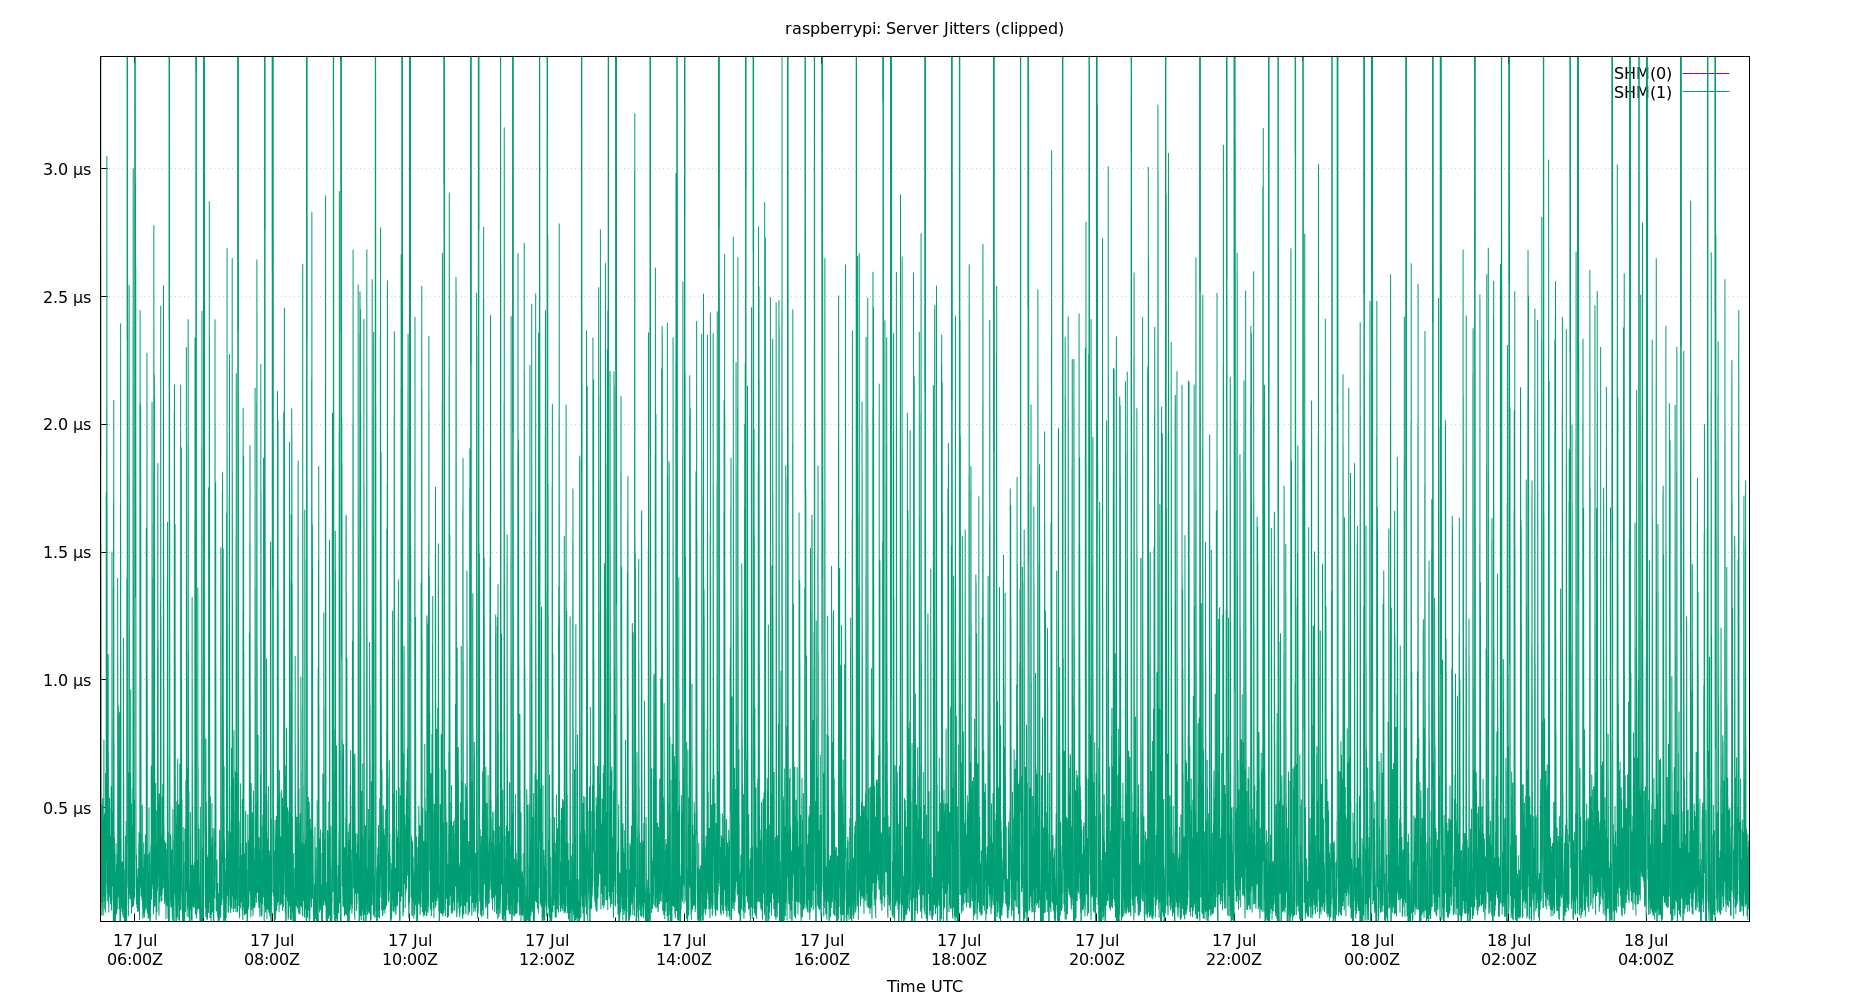 raspberrypi: Server Jitters (clipped)
SHM(0)
SHM(1)
3.0 µs
2.5 µs
2.0 µs
1.5 µs
1.0 µs
0.5 µs
17 Jul 17 Jul 17 Jul 17 Jul 17 Jul 17 Jul 17 Jul 17 Jul 17 Jul 18 Jul 18 Jul 18 Jul
06:00Z 08:00Z 10:00Z 12:00Z 14:00Z 16:00Z 18:00Z 20:00Z 22:00Z 00:00Z 02:00Z 04:00Z
Time UTC